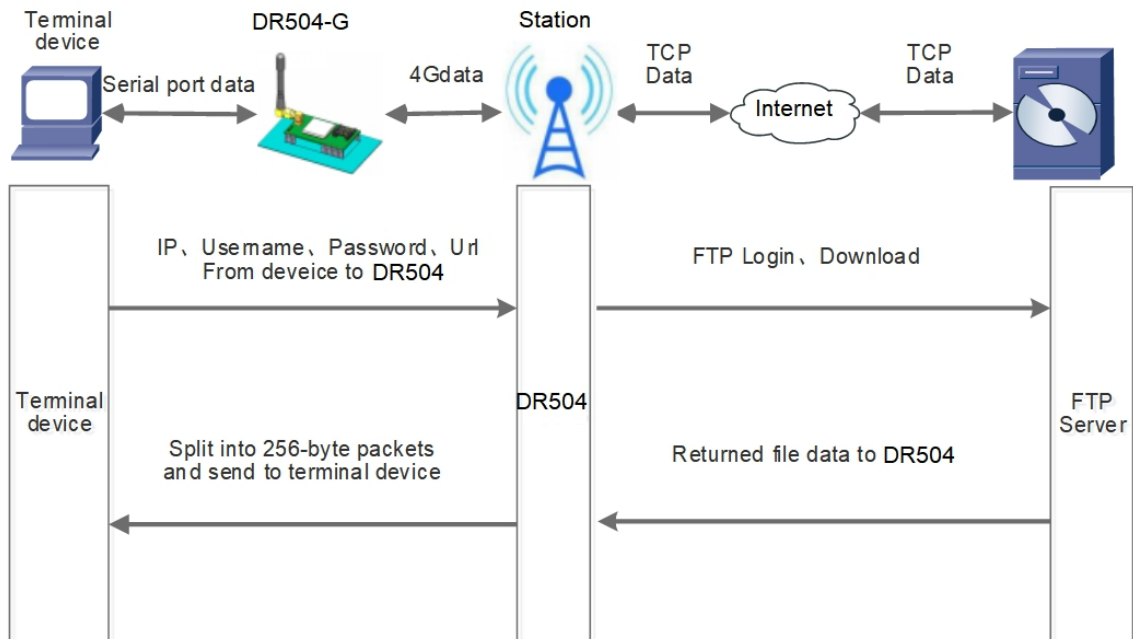 Terminal
device
DR504-G
Station
Serial port data
4Gdata
TCP
Data
Internet
TCP
Data
IP、Username、Password、Url
From deveice to DR504
FTP Login、Download
Terminal
device
DR504
FTP
Server
Split into 256-byte packets
and send to terminal device
Returned file data to DR504